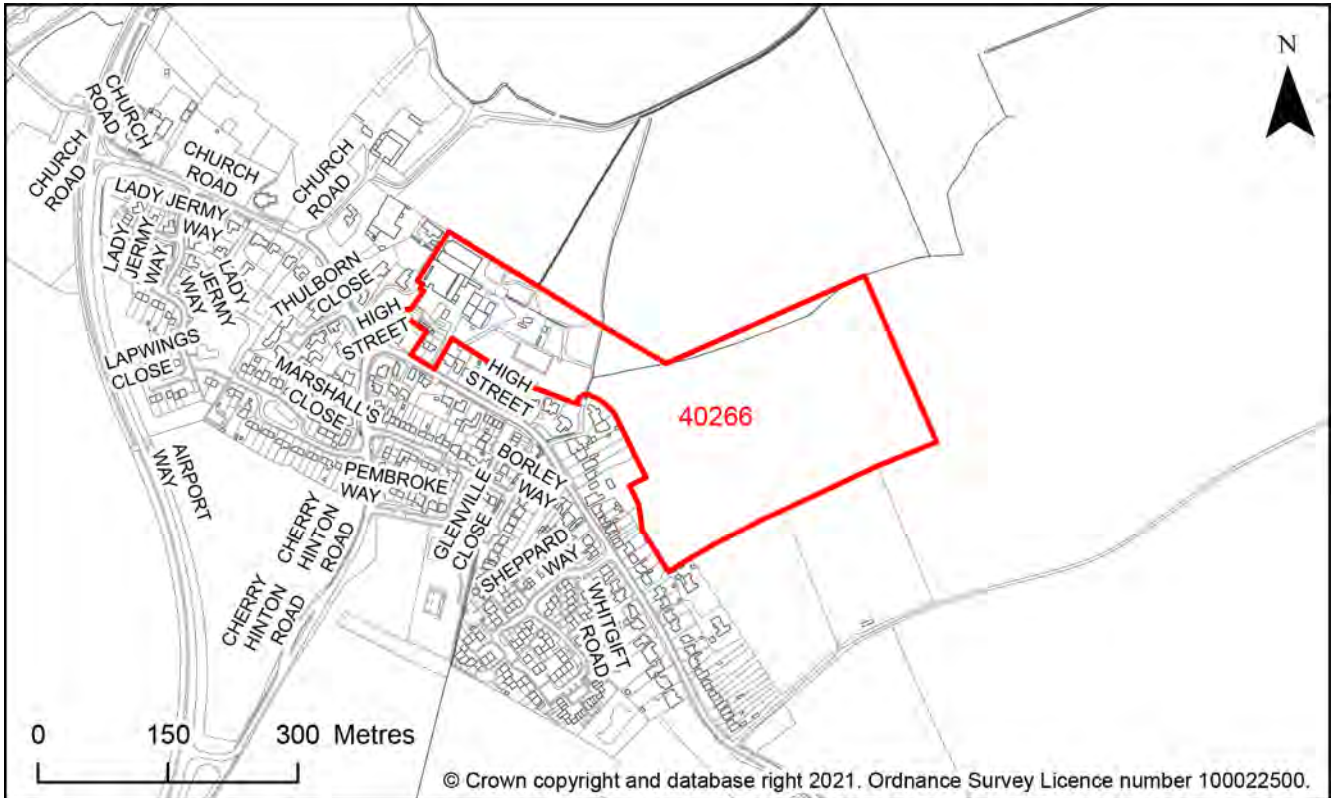 N
CHURCH
ROAD
CHURCH
ROAD
CHURCH
ROAD
CHURCH
ROAD
LADY JERMY
WAY
LADY
JERMY
WAY
LADY
JERMY
WAY
THULBORN
CLOSE
HIGH
STREET
LAPWINGS
CLOSE
MARSHALL'S
CLOSE
HIGH
STREET
40266
AIRPORT
WAY
PEMBROKE
WAY
BORLEY
WAY
GLENVILLE
CLOSE
CHERRY
HINTON
ROAD
SHEPPARD
WAY
CHERRY
HINTON
ROAD
WHITGIFT
ROAD
0 150 300 Metres
© Crown copyright and database right 2021. Ordnance Survey Licence number 100022500.